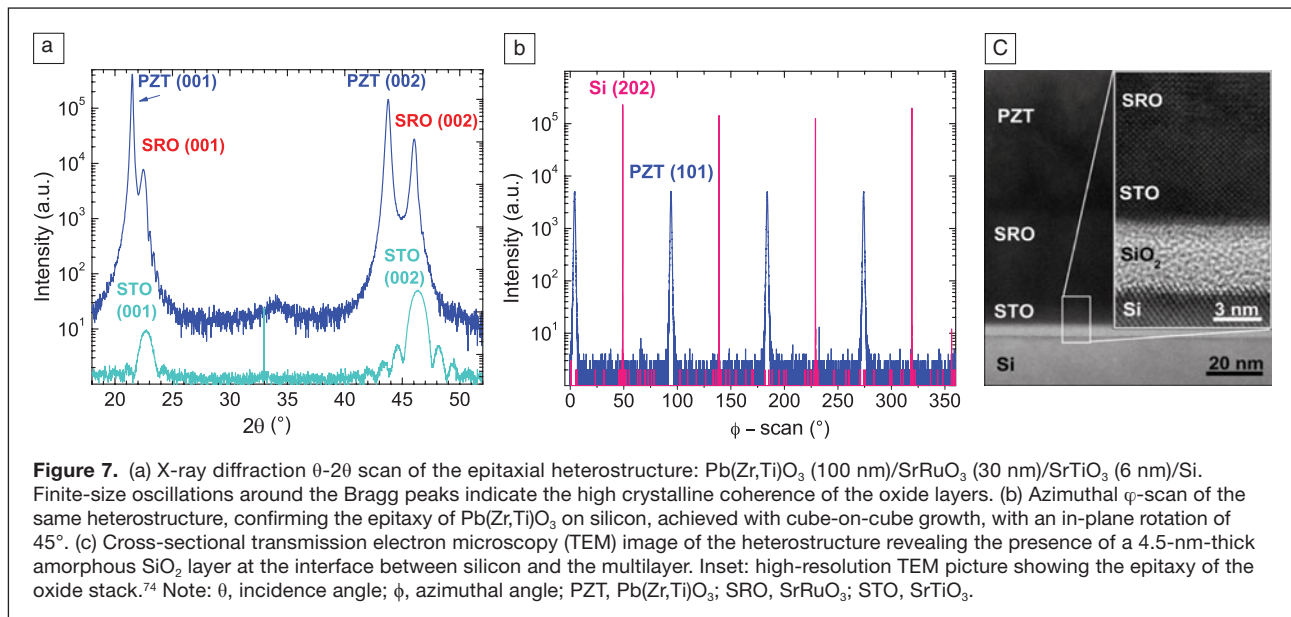 a
PZT (001)
PZT (002)
SRO (001)
SRO (002)
STO
(001)
STO
(002)
10⁵
10⁴
10³
10²
10¹
Intensity (a.u.)
20 25 30 35 40 45 50
2θ (°)
b
Si (202)
PZT (101)
10⁵
10⁴
10³
10²
10¹
Intensity (a.u.)
0 50 100 150 200 250 300 350
ϕ – scan (°)
C
PZT
SRO
STO
Si
20 nm
SRO
STO
SiO₂
Si
3 nm
Figure 7. (a) X-ray diffraction θ-2θ scan of the epitaxial heterostructure: Pb(Zr,Ti)O₃ (100 nm)/SrRuO₃ (30 nm)/SrTiO₃ (6 nm)/Si.
Finite-size oscillations around the Bragg peaks indicate the high crystalline coherence of the oxide layers. (b) Azimuthal φ-scan of the
same heterostructure, confirming the epitaxy of Pb(Zr,Ti)O₃ on silicon, achieved with cube-on-cube growth, with an in-plane rotation of
45°. (c) Cross-sectional transmission electron microscopy (TEM) image of the heterostructure revealing the presence of a 4.5-nm-thick
amorphous SiO₂ layer at the interface between silicon and the multilayer. Inset: high-resolution TEM picture showing the epitaxy of the
oxide stack.⁷⁴ Note: θ, incidence angle; ϕ, azimuthal angle; PZT, Pb(Zr,Ti)O₃; SRO, SrRuO₃; STO, SrTiO₃.